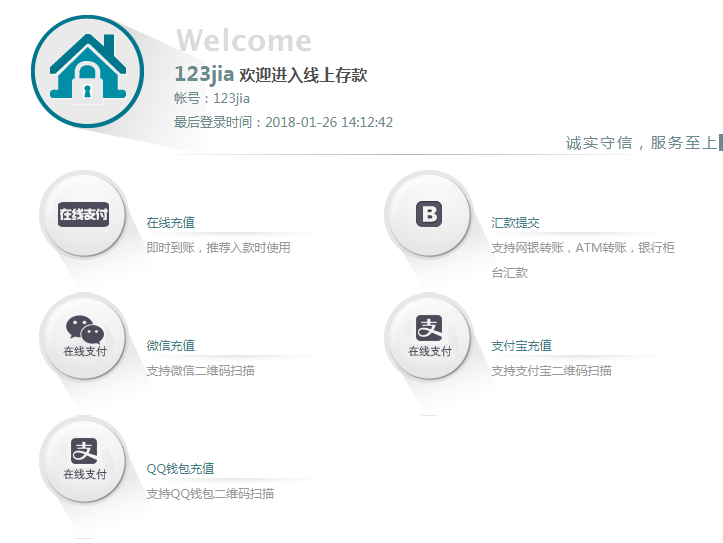 Welcome
123jia 欢迎进入线上存款
帐号：123jia
最后登录时间：2018-01-26 14:12:42
诚实守信，服务至上
在线支付
在线充值
即时到账，推荐入款时使用
B
汇款提交
支持网银转账，ATM转账，银行柜
台汇款
在线支付
微信充值
支持微信二维码扫描
支
在线支付
支付宝充值
支持支付宝二维码扫描
支
在线支付
QQ钱包充值
支持QQ钱包二维码扫描